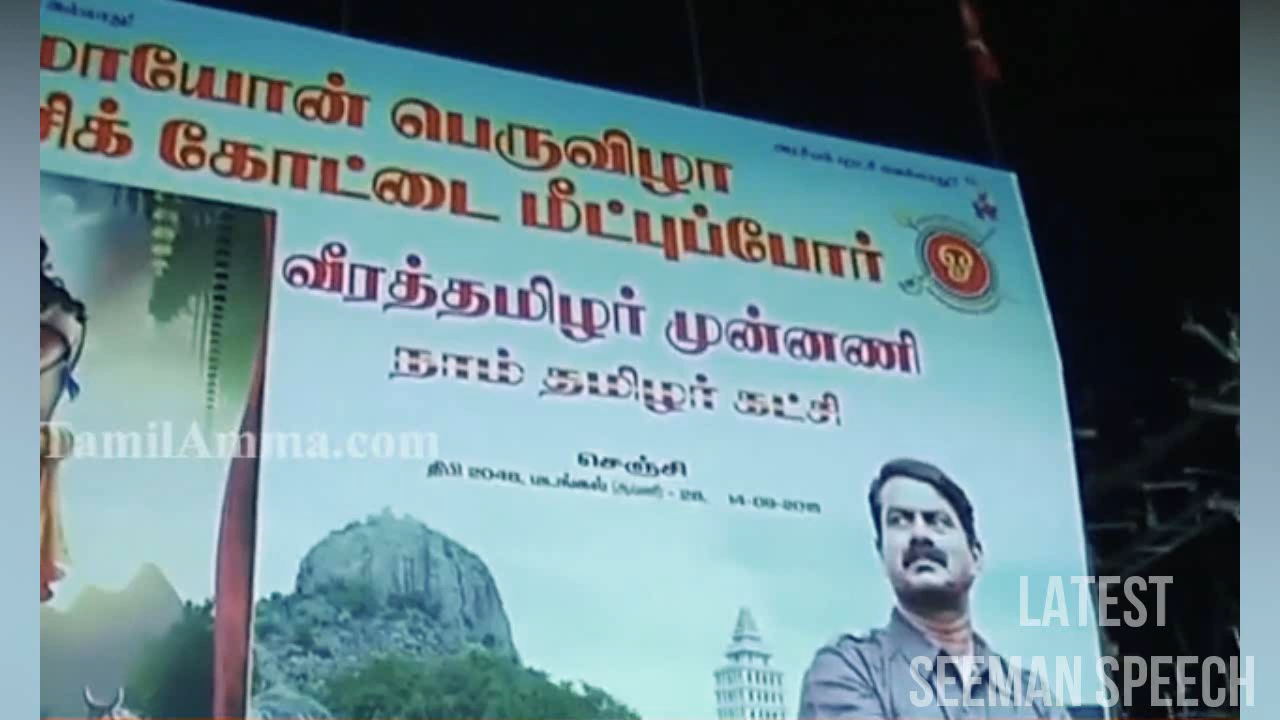 மாயோன் பெருவிழா
சிக் கோட்டை மீட்புப்போர்
வீரத்தமிழர் முன்னணி
நாம் தமிழர் கட்சி
செஞ்சி
TamilAmma.com
LATEST
SEEMAN SPEECH